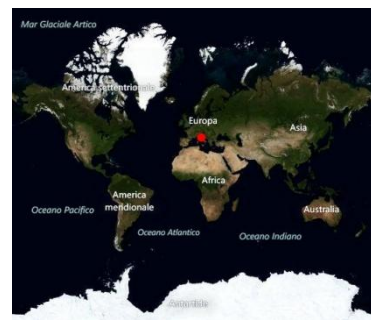 Mar Glaciale Artico
America settentrionale
Europa
Asia
Africa
America
meridionale
Oceano Pacifico
Australia
Oceano Atlantico
Oceano Indiano
Antartide